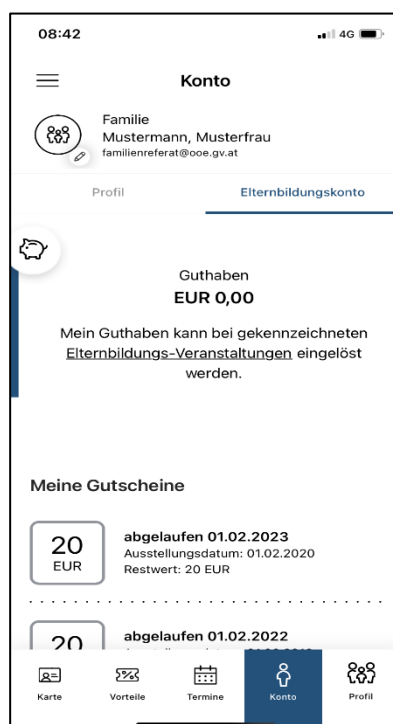 08:42
4G
Konto
Familie
Mustermann, Musterfrau
familienreferat@ooe.gv.at
Profil Elternbildungskonto
Guthaben
EUR 0,00
Mein Guthaben kann bei gekennzeichneten
Elternbildungs-Veranstaltungen eingelöst
werden.
Meine Gutscheine
20
EUR
abgelaufen 01.02.2023
Ausstellungsdatum: 01.02.2020
Restwert: 20 EUR
20
abgelaufen 01.02.2022
Karte Vorteile Termine Konto Profil